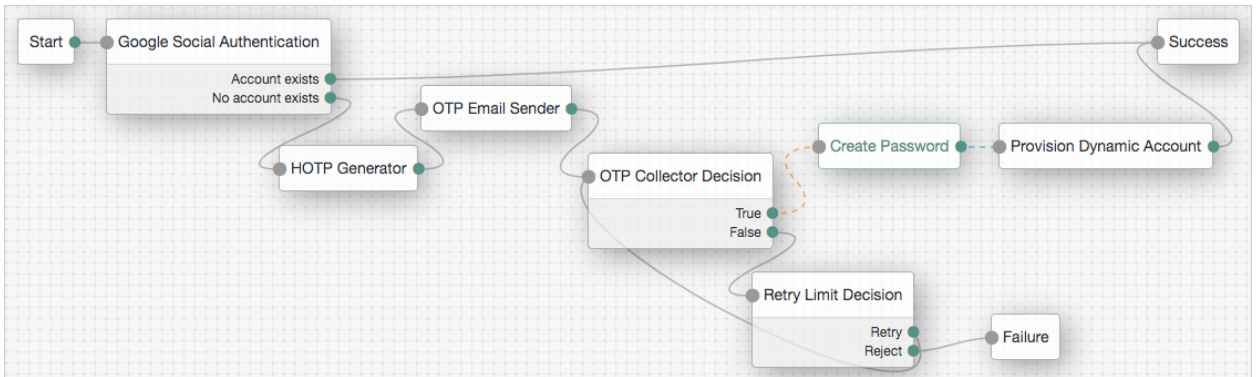 Start
Google Social Authentication
Account exists
No account exists
Success
OTP Email Sender
HOTP Generator
OTP Collector Decision
True
False
Create Password
Provision Dynamic Account
Retry Limit Decision
Retry
Reject
Failure